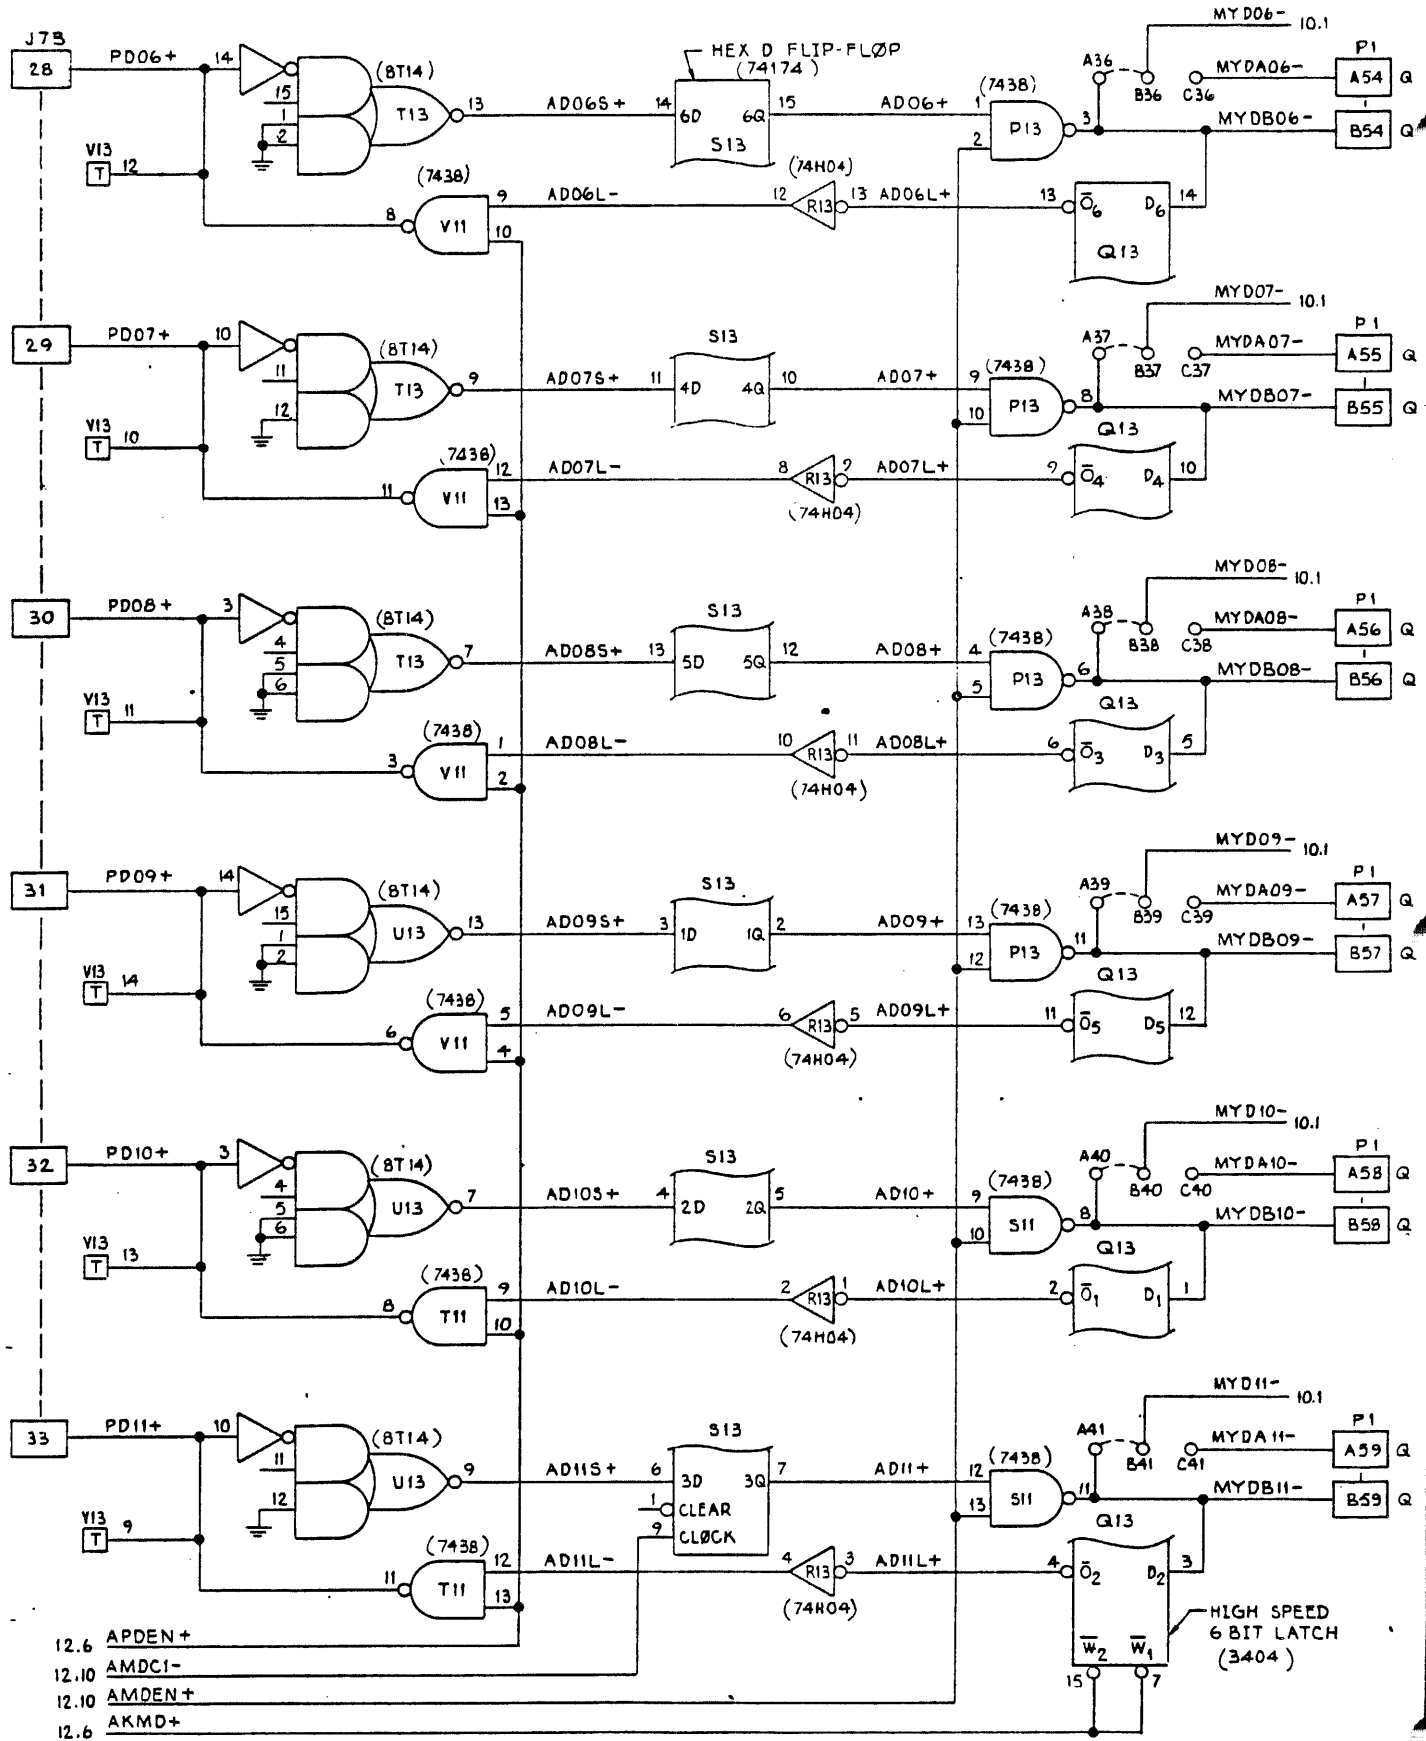 MYD06-
10.1
J7B
28
PD06+
14
(8T14)
15
1
2
T13
13
AD06S+
HEX D FLIP-FLØP
(74174)
14
6D
6Q
15
S13
AD06+
1
2
(7438)
P13
3
A36
B36
C36
MYDA06-
P1
A54
Q
MYDB06-
B54
Q
V13
T
12
(7438)
8
V11
9
10
AD06L-
(74H04)
12
R13
13
AD06L+
13
O̅6
D6
14
Q13
MYD07-
10.1
29
PD07+
10
(8T14)
11
12
T13
9
AD07S+
S13
11
4D
4Q
10
AD07+
9
10
(7438)
P13
8
A37
B37
C37
MYDA07-
P1
A55
Q
MYDB07-
B55
Q
V13
T
10
(7438)
11
V11
12
13
AD07L-
8
R13
9
(74H04)
AD07L+
Q13
9
O̅4
D4
10
MYD08-
10.1
30
PD08+
3
(8T14)
4
5
6
T13
7
AD08S+
S13
13
5D
5Q
12
AD08+
4
5
(7438)
P13
6
A38
B38
C38
MYDA08-
P1
A56
Q
MYDB08-
B56
Q
V13
T
11
(7438)
3
V11
1
2
AD08L-
10
R13
11
(74H04)
AD08L+
Q13
6
O̅3
D3
5
MYD09-
10.1
31
PD09+
14
(8T14)
15
1
2
U13
13
AD09S+
S13
3
1D
1Q
2
AD09+
13
12
(7438)
P13
11
A39
B39
C39
MYDA09-
P1
A57
Q
MYDB09-
B57
Q
V13
T
14
(7438)
6
V11
5
4
AD09L-
6
R13
5
(74H04)
AD09L+
Q13
11
O̅5
D5
12
MYD10-
10.1
32
PD10+
3
(8T14)
4
5
6
U13
7
AD10S+
S13
4
2D
2Q
5
AD10+
9
10
(7438)
S11
8
A40
B40
C40
MYDA10-
P1
A58
Q
MYDB10-
B58
Q
V13
T
13
(7438)
8
T11
9
10
AD10L-
2
R13
1
(74H04)
AD10L+
Q13
2
O̅1
D1
1
MYD11-
10.1
33
PD11+
10
(8T14)
11
12
U13
9
AD11S+
S13
6
3D
3Q
7
1
CLEAR
9
CLØCK
AD11+
12
13
(7438)
S11
11
A41
B41
C41
MYDA11-
P1
A59
Q
MYDB11-
B59
Q
V13
T
9
(7438)
11
T11
12
13
AD11L-
4
R13
3
(74H04)
AD11L+
Q13
4
O̅2
D2
3
W̅2
W̅1
15
7
HIGH SPEED
6 BIT LATCH
(3404)
12.6 APDEN+
12.10 AMDC1-
12.10 AMDEN+
12.6 AKMD+